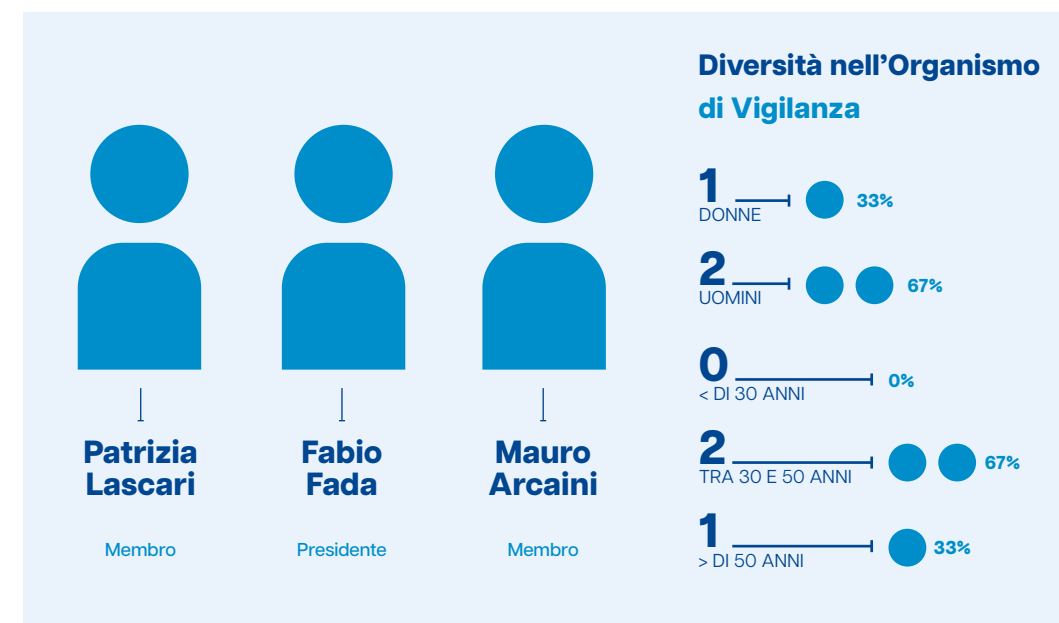 Diversità nell'Organismo
di Vigilanza
1
DONNE
33%
2
UOMINI
67%
0
< DI 30 ANNI
0%
2
TRA 30 E 50 ANNI
67%
1
> DI 50 ANNI
33%
Patrizia
Lascari
Membro
Fabio
Fada
Presidente
Mauro
Arcaini
Membro